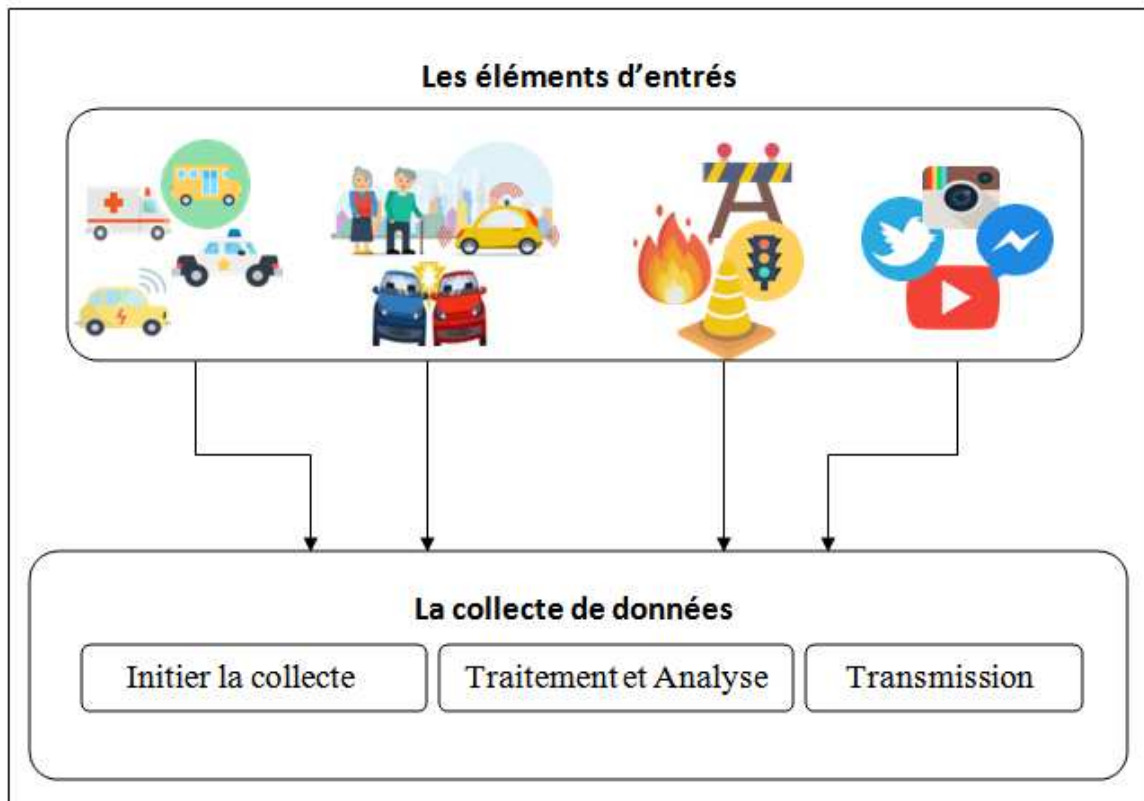 Les éléments d’entrés
La collecte de données
Initier la collecte
Traitement et Analyse
Transmission